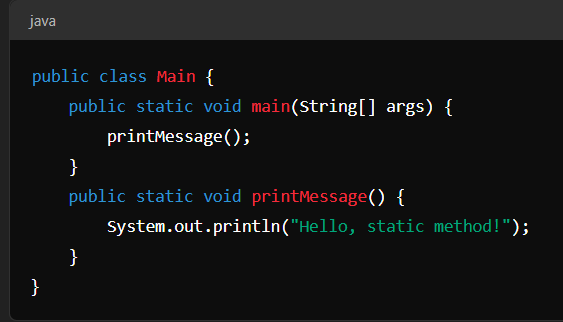 java
public class Main {
    public static void main(String[] args) {
        printMessage();
    }
    public static void printMessage() {
        System.out.println("Hello, static method!");
    }
}